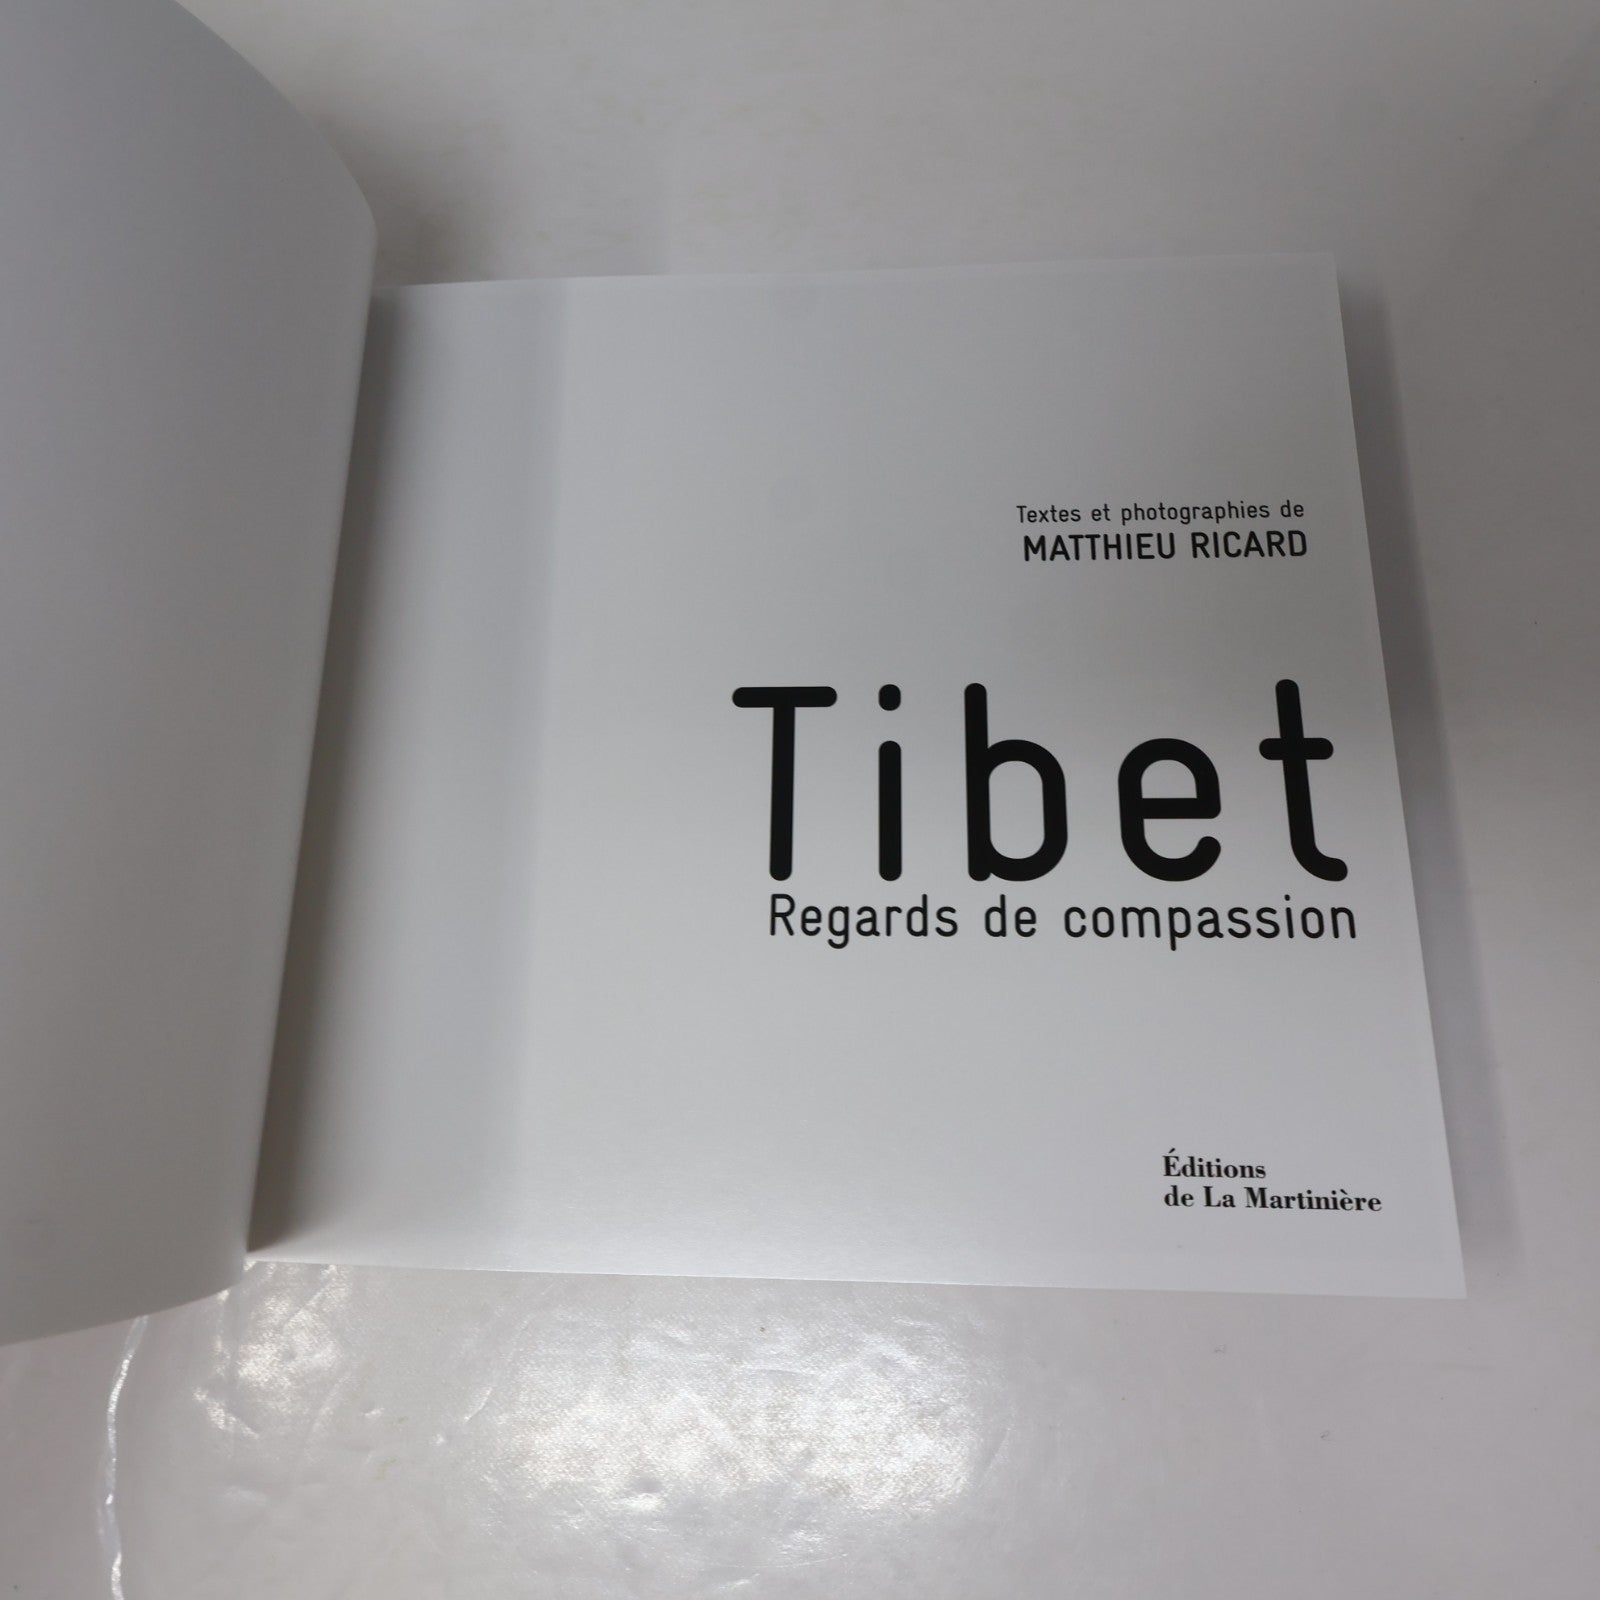 Textes et photographies de
MATTHIEU RICARD
Tibet
Regards de compassion
Éditions
de La Martinière